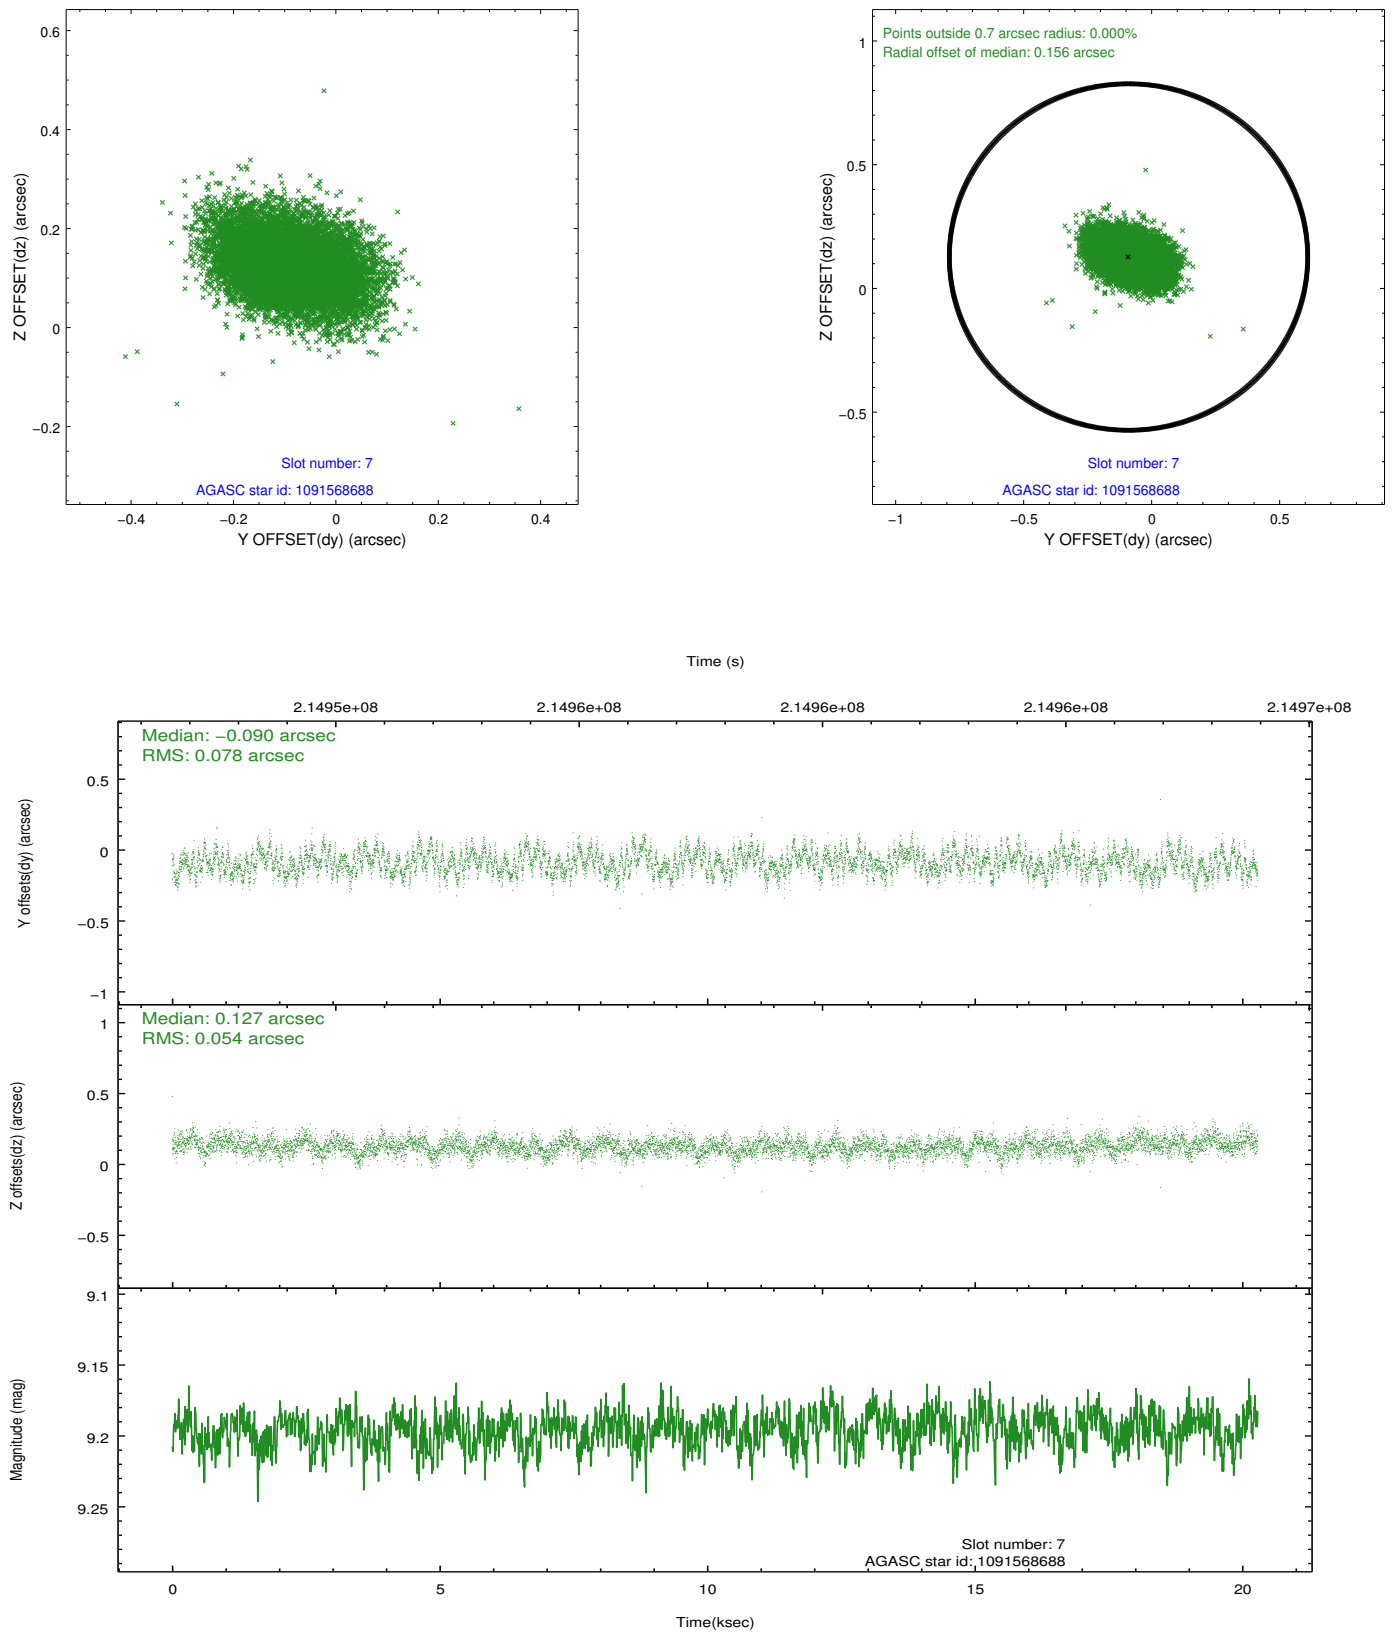 0.6
0.4
0.2
0
−0.2
−0.4
−0.2
0
0.2
0.4
Z OFFSET(dz) (arcsec)
Y OFFSET(dy) (arcsec)
Slot number: 7
AGASC star id: 1091568688
Points outside 0.7 arcsec radius: 0.000%
Radial offset of median: 0.156 arcsec
1
0.5
0
−0.5
−1
−0.5
0
0.5
Z OFFSET(dz) (arcsec)
Y OFFSET(dy) (arcsec)
Slot number: 7
AGASC star id: 1091568688
Time (s)
2.1495e+08 2.1496e+08 2.1496e+08 2.1496e+08 2.1497e+08
Median: −0.090 arcsec
RMS: 0.078 arcsec
0.5
0
−0.5
−1
Y offsets(dy) (arcsec)
Median: 0.127 arcsec
RMS: 0.054 arcsec
1
0.5
0
−0.5
Z offsets(dz) (arcsec)
9.1
9.15
9.2
9.25
Magnitude (mag)
Slot number: 7
AGASC star id: 1091568688
0 5 10 15 20
Time(ksec)